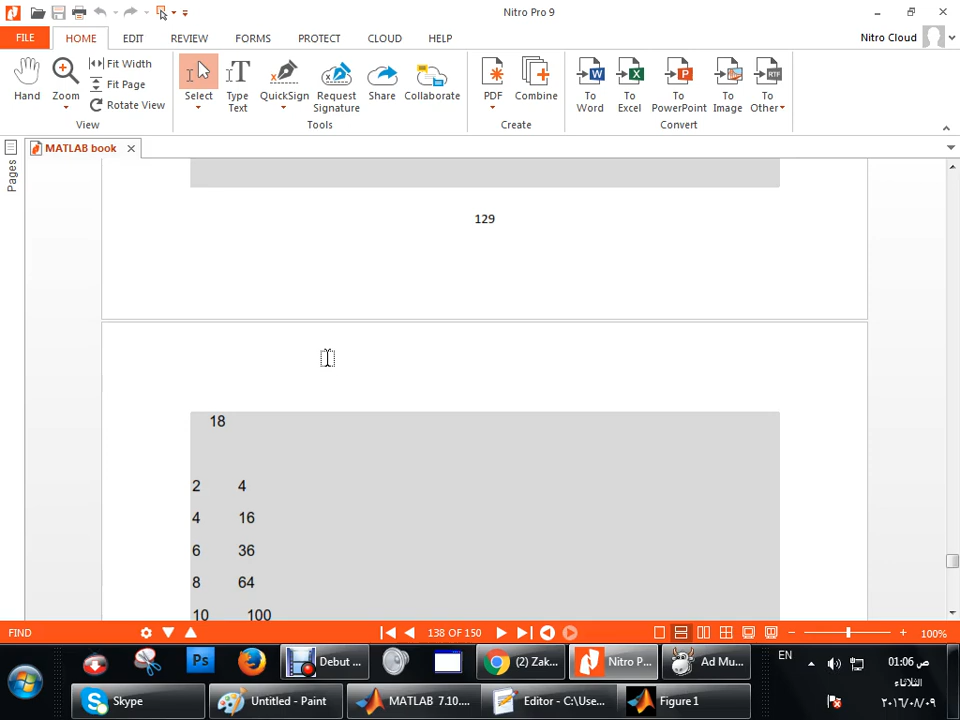 Nitro Pro 9
FILE HOME EDIT REVIEW FORMS PROTECT CLOUD HELP
Nitro Cloud
Hand
Zoom
Fit Width
Fit Page
Rotate View
View
Select
Type Text
QuickSign
Request Signature
Share
Collaborate
Tools
PDF
Combine
Create
To Word
To Excel
To PowerPoint
To Image
To Other
Convert
MATLAB book
Pages
129
18
2 4
4 16
6 36
8 64
10 100
FIND
138 OF 150
100%
Ps
Debut ...
(2) Zak...
Nitro P...
Ad Mu...
EN
01:06 ص
الثلاثاء
٢٠١٦/٠٨/٠٩
Skype
Untitled - Paint
MATLAB 7.10....
Editor - C:\Use...
Figure 1